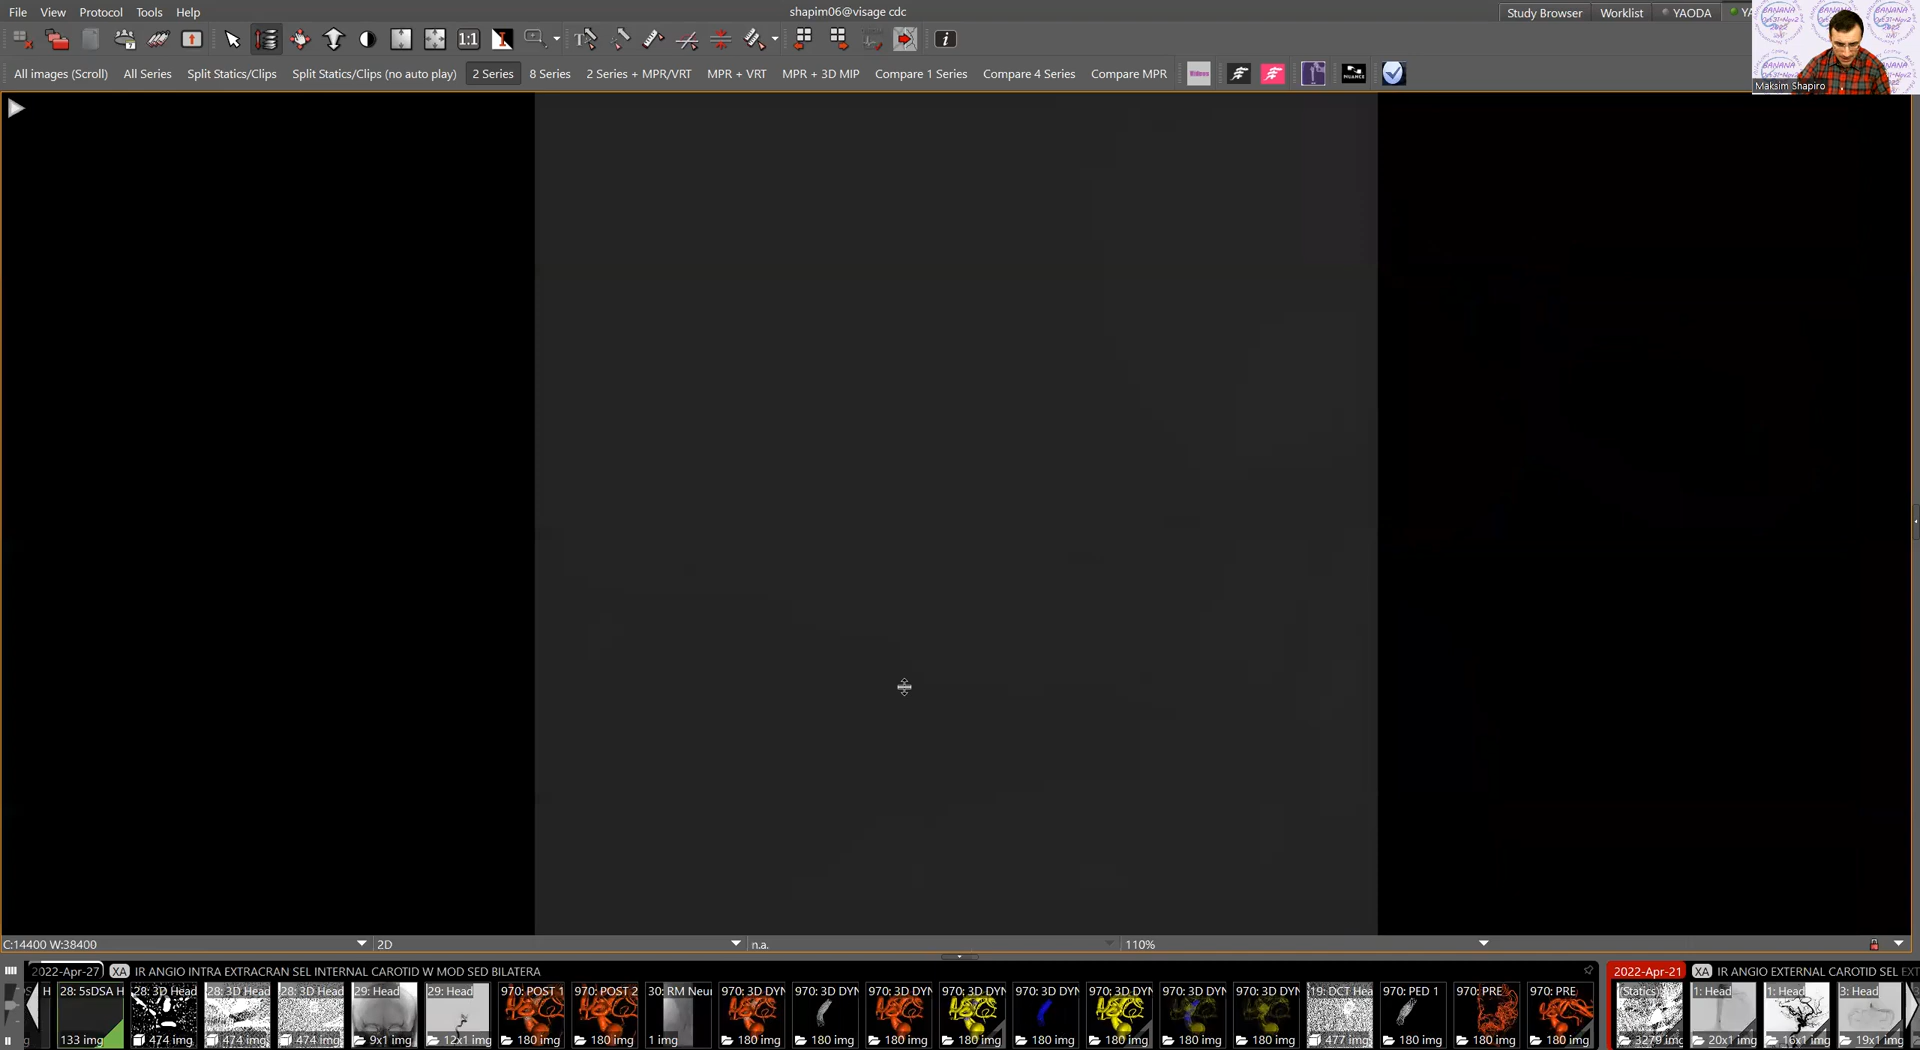 File View Protocol Tools Help
shapim06@visage cdc
Study Browser Worklist YAODA
1:1
All images (Scroll) All Series Split Statics/Clips Split Statics/Clips (no auto play) 2 Series 8 Series 2 Series + MPR/VRT MPR + VRT MPR + 3D MIP Compare 1 Series Compare 4 Series Compare MPR
NUANCE
BANANA
Maksim Shapiro
C:14400 W:38400 2D n.a. 110%
2022-Apr-27 XA IR ANGIO INTRA EXTRACRAN SEL INTERNAL CAROTID W MOD SED BILATERA
2022-Apr-21 XA IR ANGIO EXTERNAL CAROTID SEL EXT
28: 5sDSA H 28: 3D Head 28: 3D Head 28: 3D Head 29: Head 29: Head 970: POST 1 970: POST 2 30: RM Neur 970: 3D DYN 970: 3D DYN 970: 3D DYN 970: 3D DYN 970: 3D DYN 970: 3D DYN 970: 3D DYN 970: 3D DYN 19: DCT Hea 970: PED 1 970: PRE 970: PRE (Statics) 1: Head 1: Head 3: Head
133 img 474 img 474 img 474 img 9x1 img 12x1 img 180 img 180 img 1 img 180 img 180 img 180 img 180 img 180 img 180 img 180 img 180 img 477 img 180 img 180 img 180 img 3279 img 20x1 img 16x1 img 19x1 img